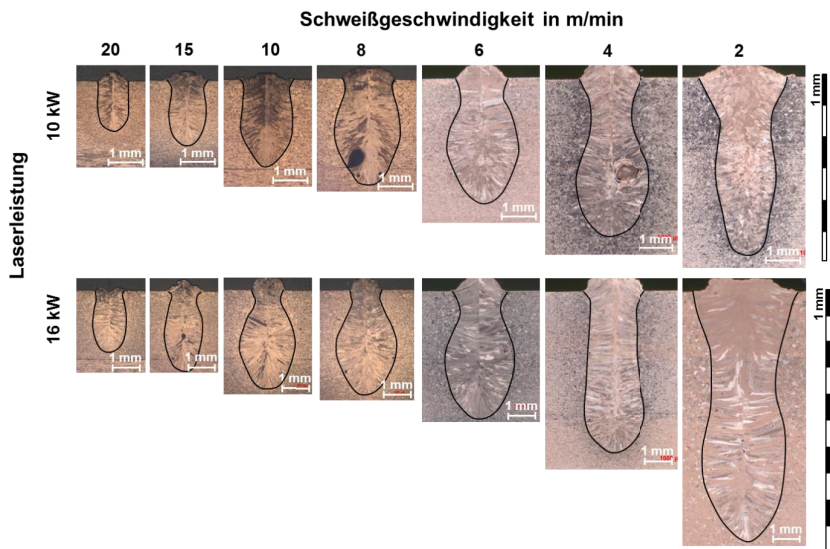 Schweißgeschwindigkeit in m/min
20 15 10 8 6 4 2
Laserleistung
10 kW
1 mm 1 mm 1 mm 1 mm 1 mm 1 mm 1 mm
1 mm
16 kW
1 mm 1 mm 1 mm 1 mm 1 mm 1 mm 1 mm
1 mm